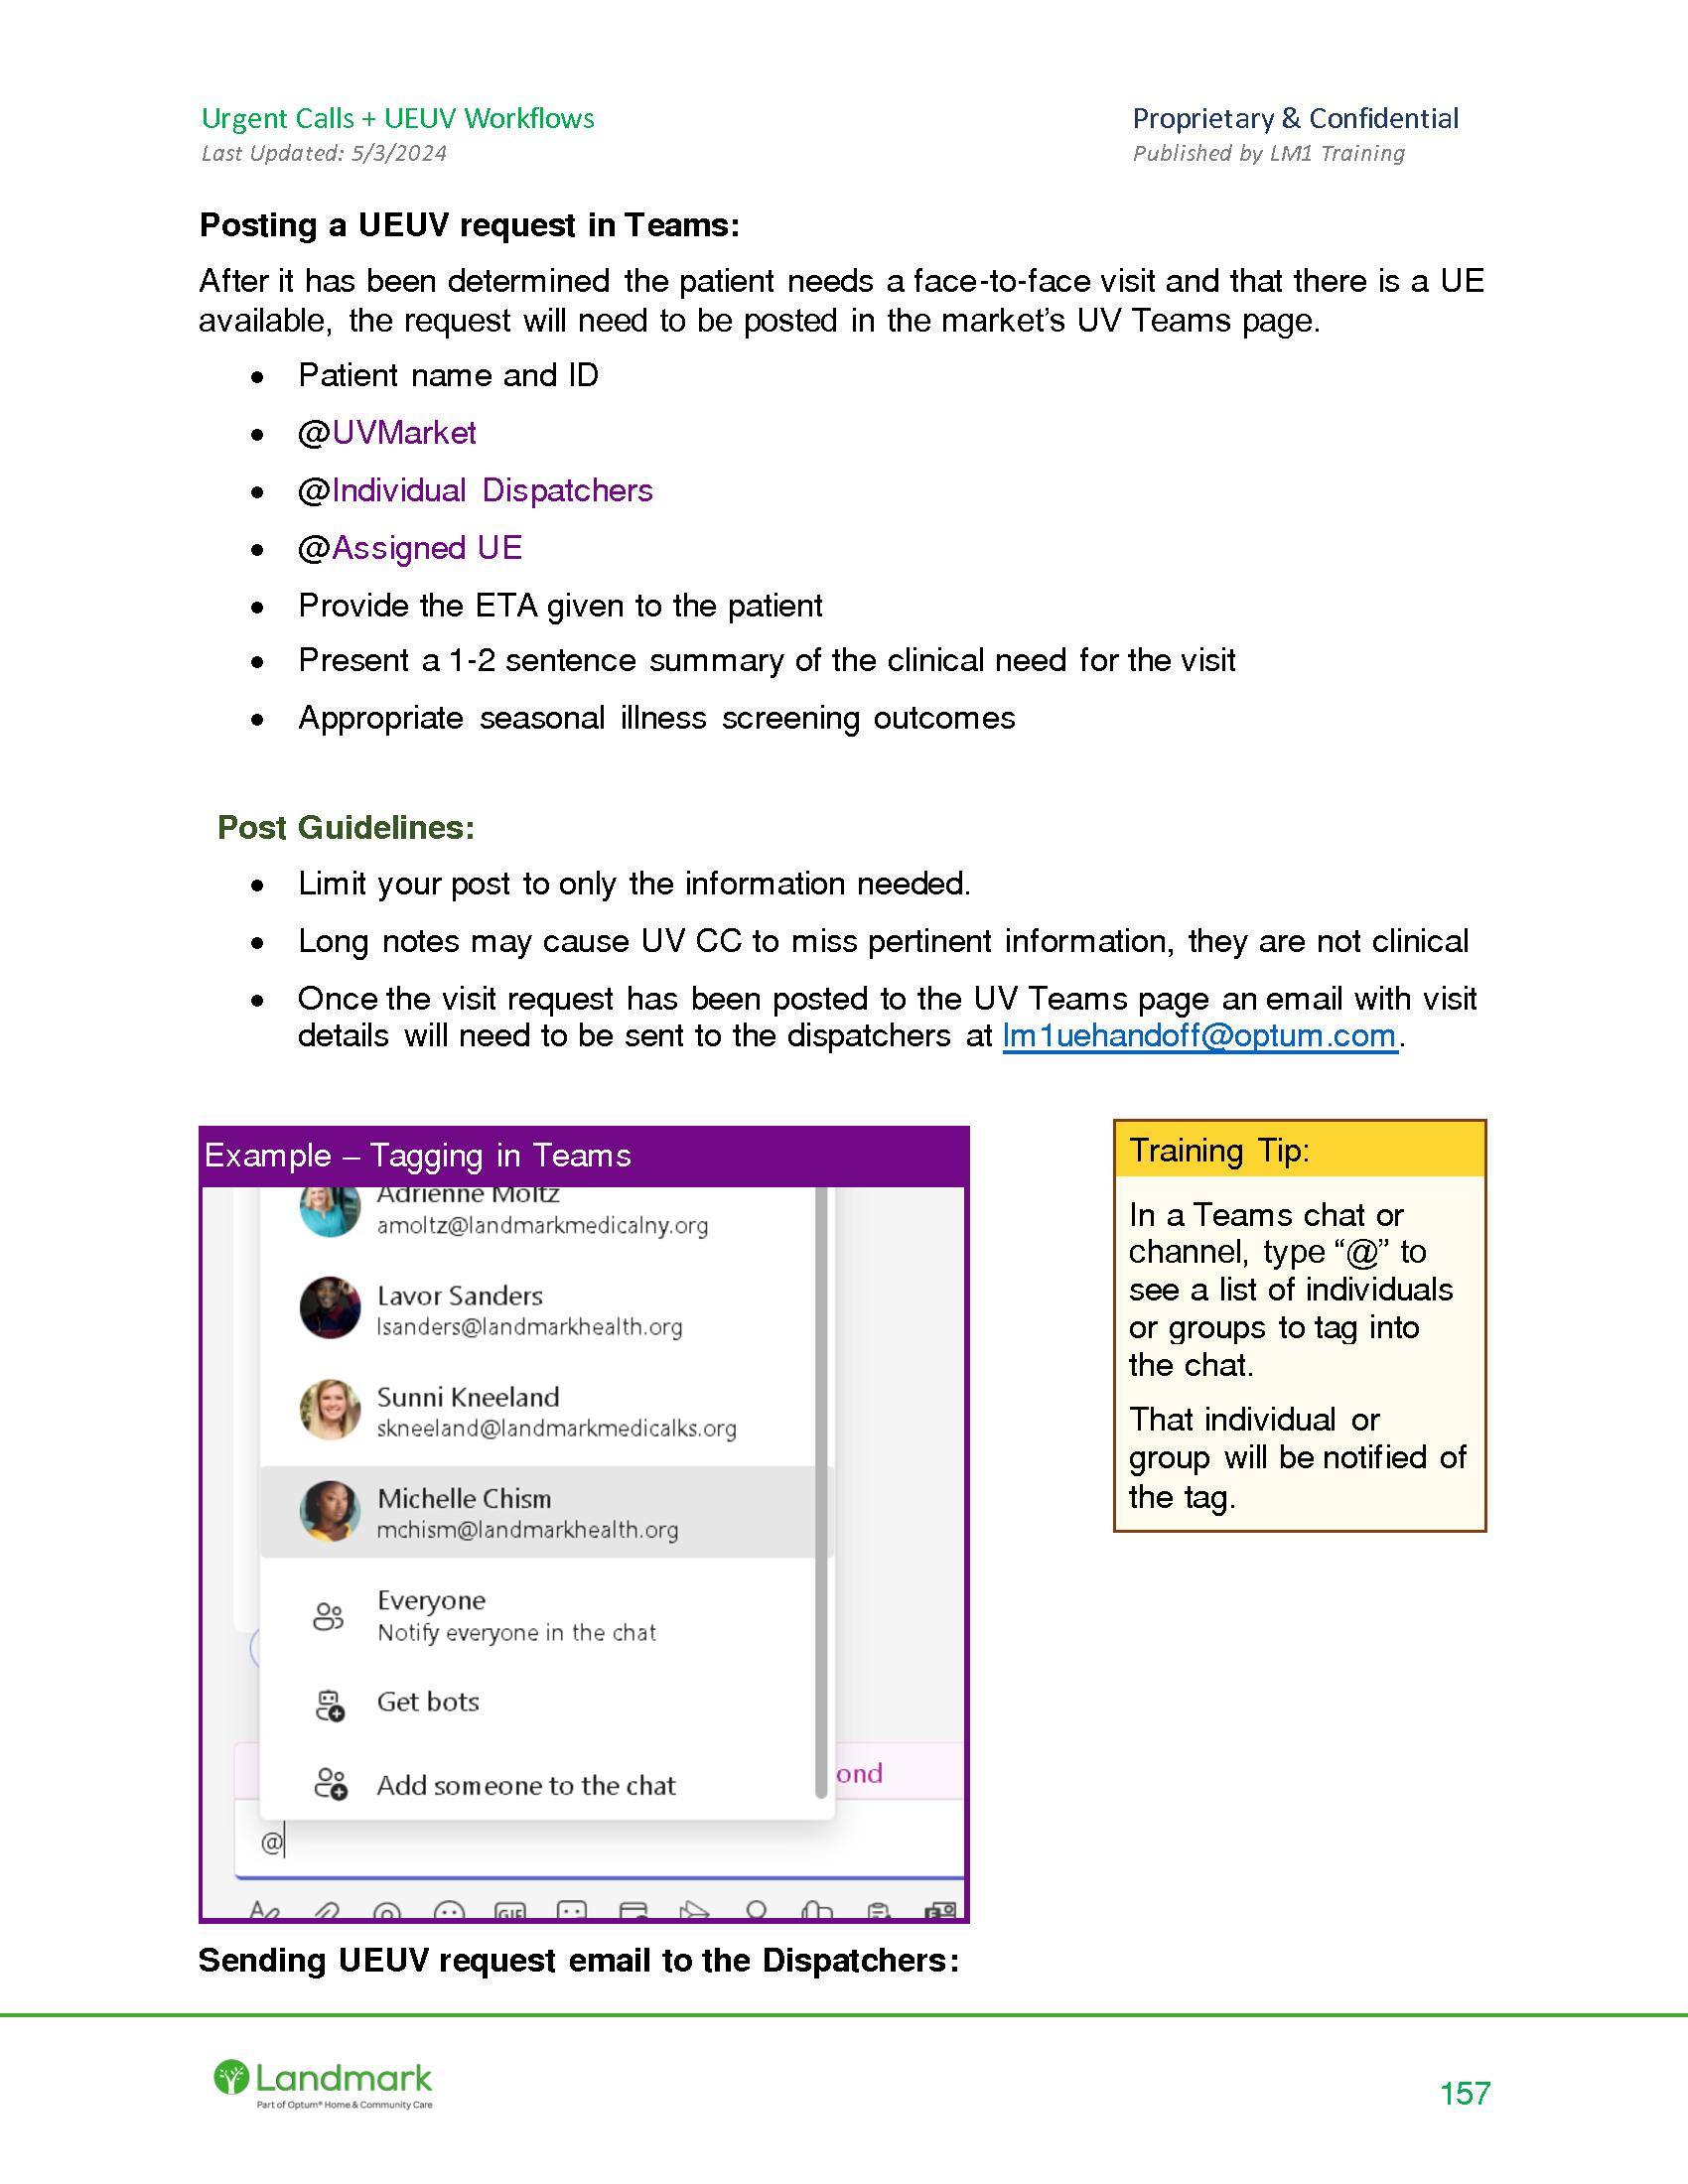 Urgent Calls + UEUV Workflows
Last Updated: 5/3/2024
Proprietary & Confidential
Published by LM1 Training
Posting a UEUV request in Teams:
After it has been determined the patient needs a face-to-face visit and that there is a UE
available, the request will need to be posted in the market's UV Teams page.
• Patient name and ID
• @UVMarket
• @Individual Dispatchers
• @Assigned UE
• Provide the ETA given to the patient
• Present a 1-2 sentence summary of the clinical need for the visit
• Appropriate seasonal illness screening outcomes
Post Guidelines:
• Limit your post to only the information needed.
• Long notes may cause UV CC to miss pertinent information, they are not clinical
• Once the visit request has been posted to the UV Teams page an email with visit
details will need to be sent to the dispatchers at lm1uehandoff@optum.com.
Example – Tagging in Teams
Adrienne Moltz
amoltz@landmarkmedicalny.org
Lavor Sanders
lsanders@landmarkhealth.org
Sunni Kneeland
skneeland@landmarkmedicalks.org
Michelle Chism
mchism@landmarkhealth.org
Everyone
Notify everyone in the chat
Get bots
Add someone to the chat
ond
@
GIF
Training Tip:
In a Teams chat or
channel, type “@” to
see a list of individuals
or groups to tag into
the chat.
That individual or
group will be notified of
the tag.
Sending UEUV request email to the Dispatchers:
Landmark
Part of Optum® Home & Community Care
157